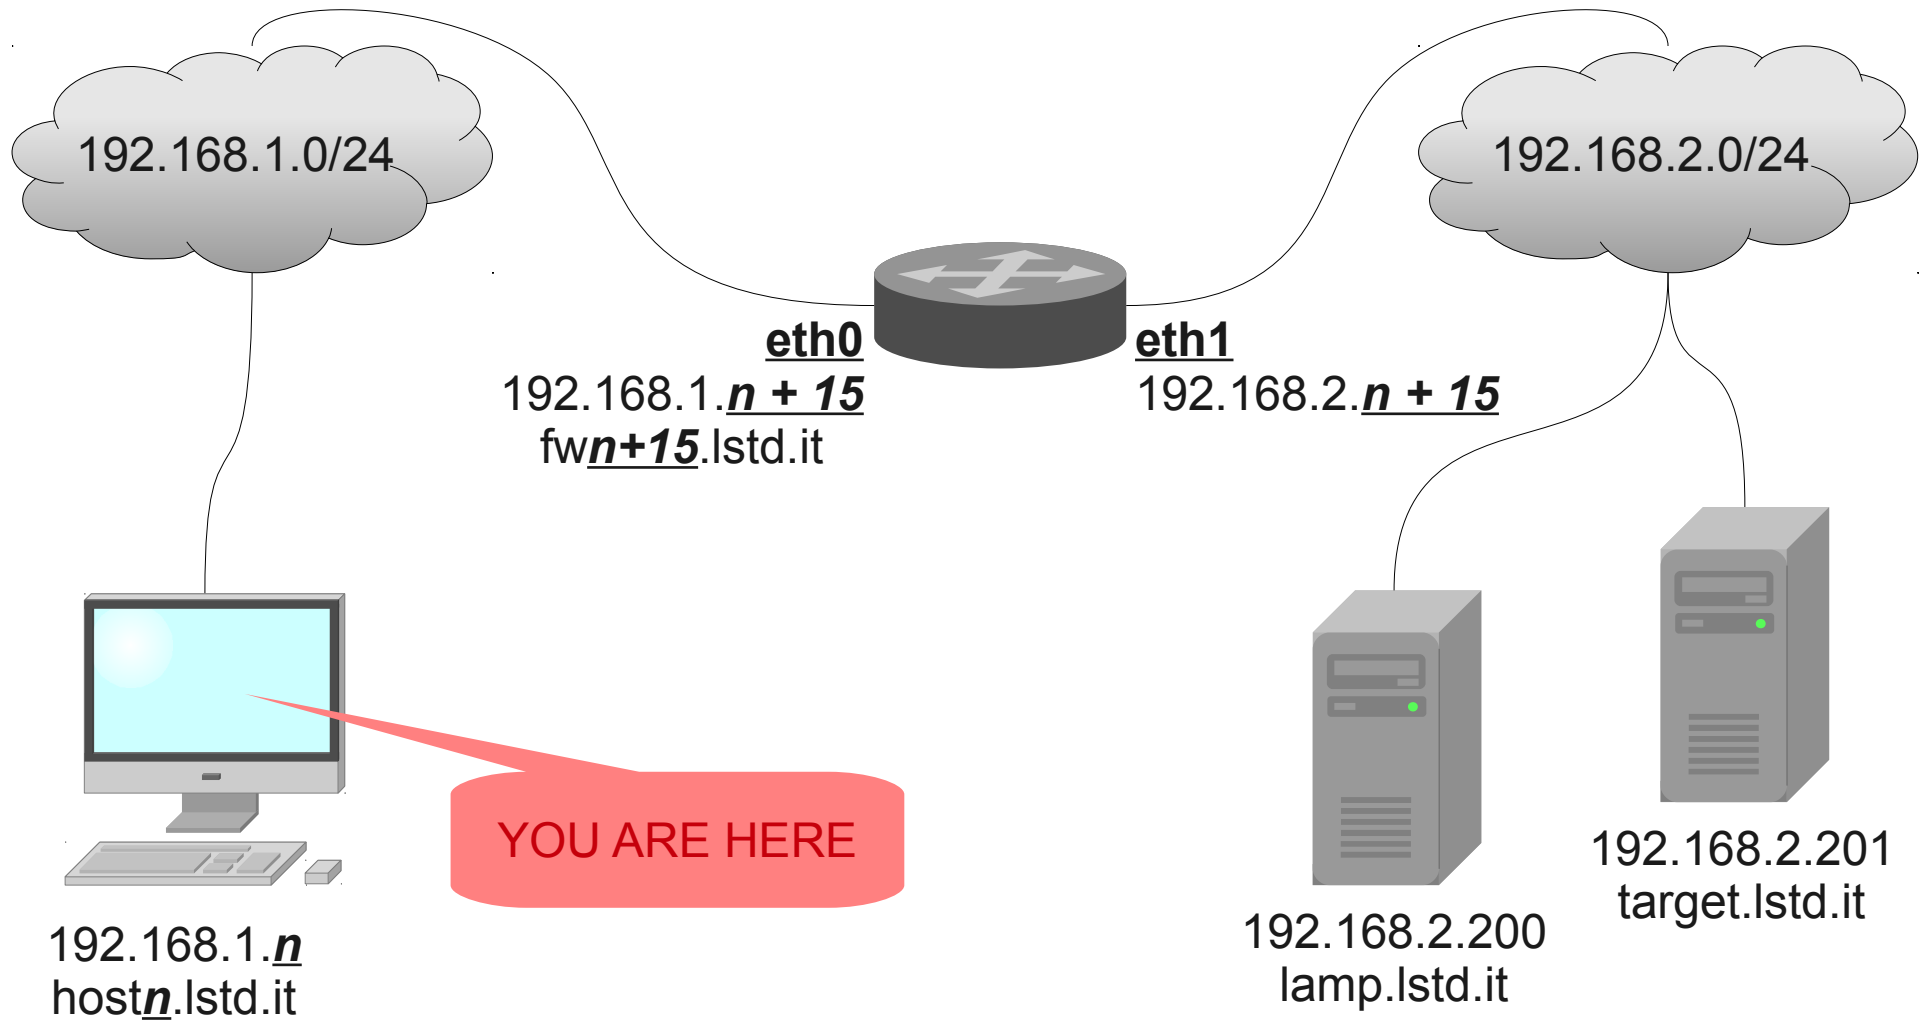 192.168.1.0/24
192.168.2.0/24
eth0
192.168.1.n + 15
fwn+15.lstd.it
eth1
192.168.2.n + 15
YOU ARE HERE
192.168.1.n
hostn.lstd.it
192.168.2.200
lamp.lstd.it
192.168.2.201
target.lstd.it